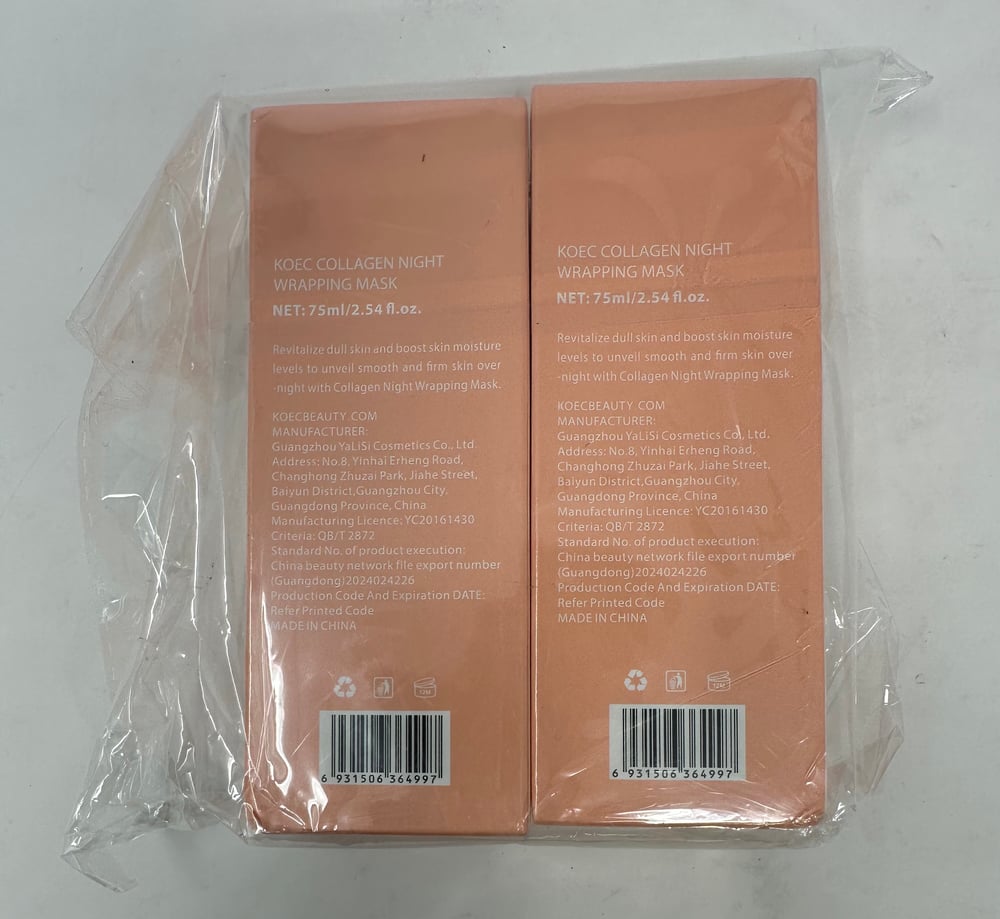 KOEC COLLAGEN NIGHT
WRAPPING MASK
NET: 75ml/2.54 fl.oz.
Revitalize dull skin and boost skin moisture
levels to unveil smooth and firm skin over
-night with Collagen Night Wrapping Mask.
KOECBEAUTY.COM
MANUFACTURER:
Guangzhou YaLiSi Cosmetics Co., Ltd.
Address: No.8, Yinhai Erheng Road,
Changhong Zhuzai Park, Jiahe Street,
Baiyun District,Guangzhou City,
Guangdong Province, China
Manufacturing Licence: YC20161430
Criteria: QB/T 2872
Standard No. of product execution:
China beauty network file export number
(Guangdong)2024024226
Production Code And Expiration DATE:
Refer Printed Code
MADE IN CHINA
12M
6 931506 364997
KOEC COLLAGEN NIGHT
WRAPPING MASK
NET: 75ml/2.54 fl.oz.
Revitalize dull skin and boost skin moisture
levels to unveil smooth and firm skin over
-night with Collagen Night Wrapping Mask.
KOECBEAUTY.COM
MANUFACTURER:
Guangzhou YaLiSi Cosmetics Co., Ltd.
Address: No.8, Yinhai Erheng Road,
Changhong Zhuzai Park, Jiahe Street,
Baiyun District,Guangzhou City,
Guangdong Province, China
Manufacturing Licence: YC20161430
Criteria: QB/T 2872
Standard No. of product execution:
China beauty network file export number
(Guangdong)2024024226
Production Code And Expiration DATE:
Refer Printed Code
MADE IN CHINA
12M
6 931506 364997